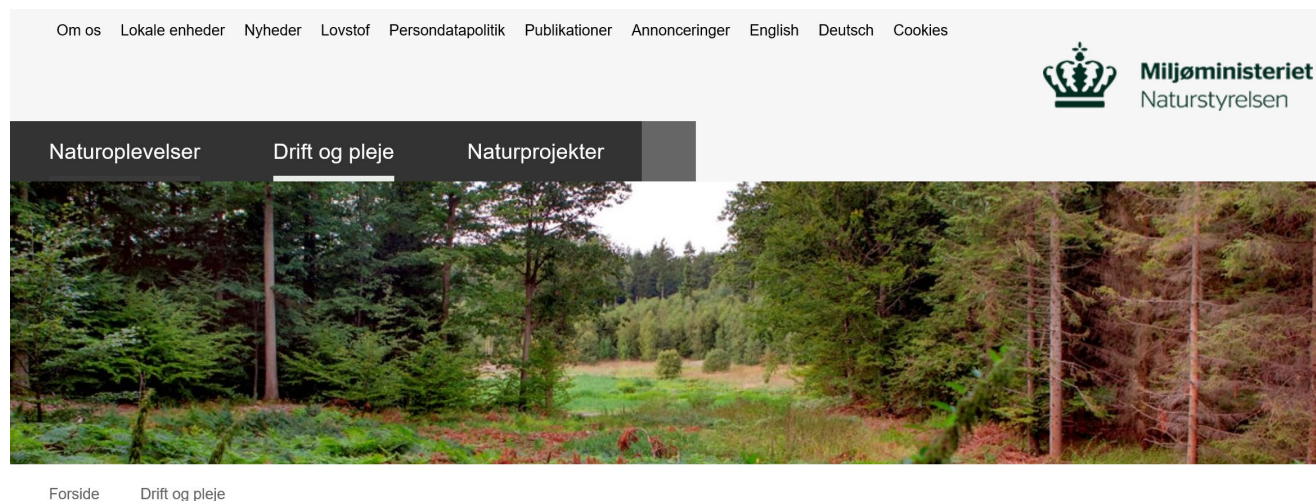 Om os Lokale enheder Nyheder Lovstof Persondatapolitik Publikationer Annonceringer English Deutsch Cookies
Miljøministeriet
Naturstyrelsen
Naturoplevelser Drift og pleje Naturprojekter
Forside Drift og pleje